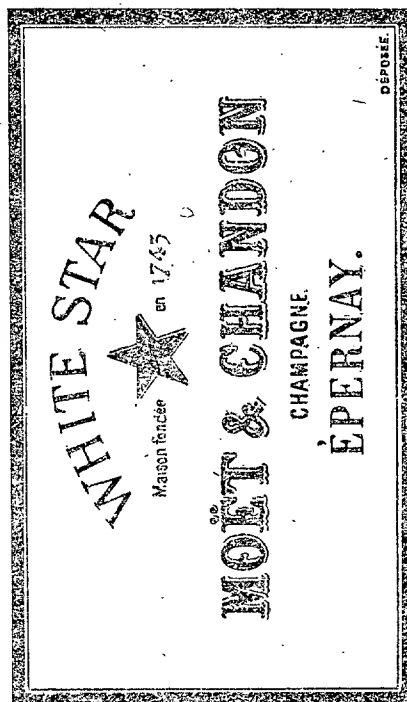 WHITE STAR
Maison fondée en 1743
MOËT & CHANDON
CHAMPAGNE.
ÉPERNAY.
DÉPOSÉE.